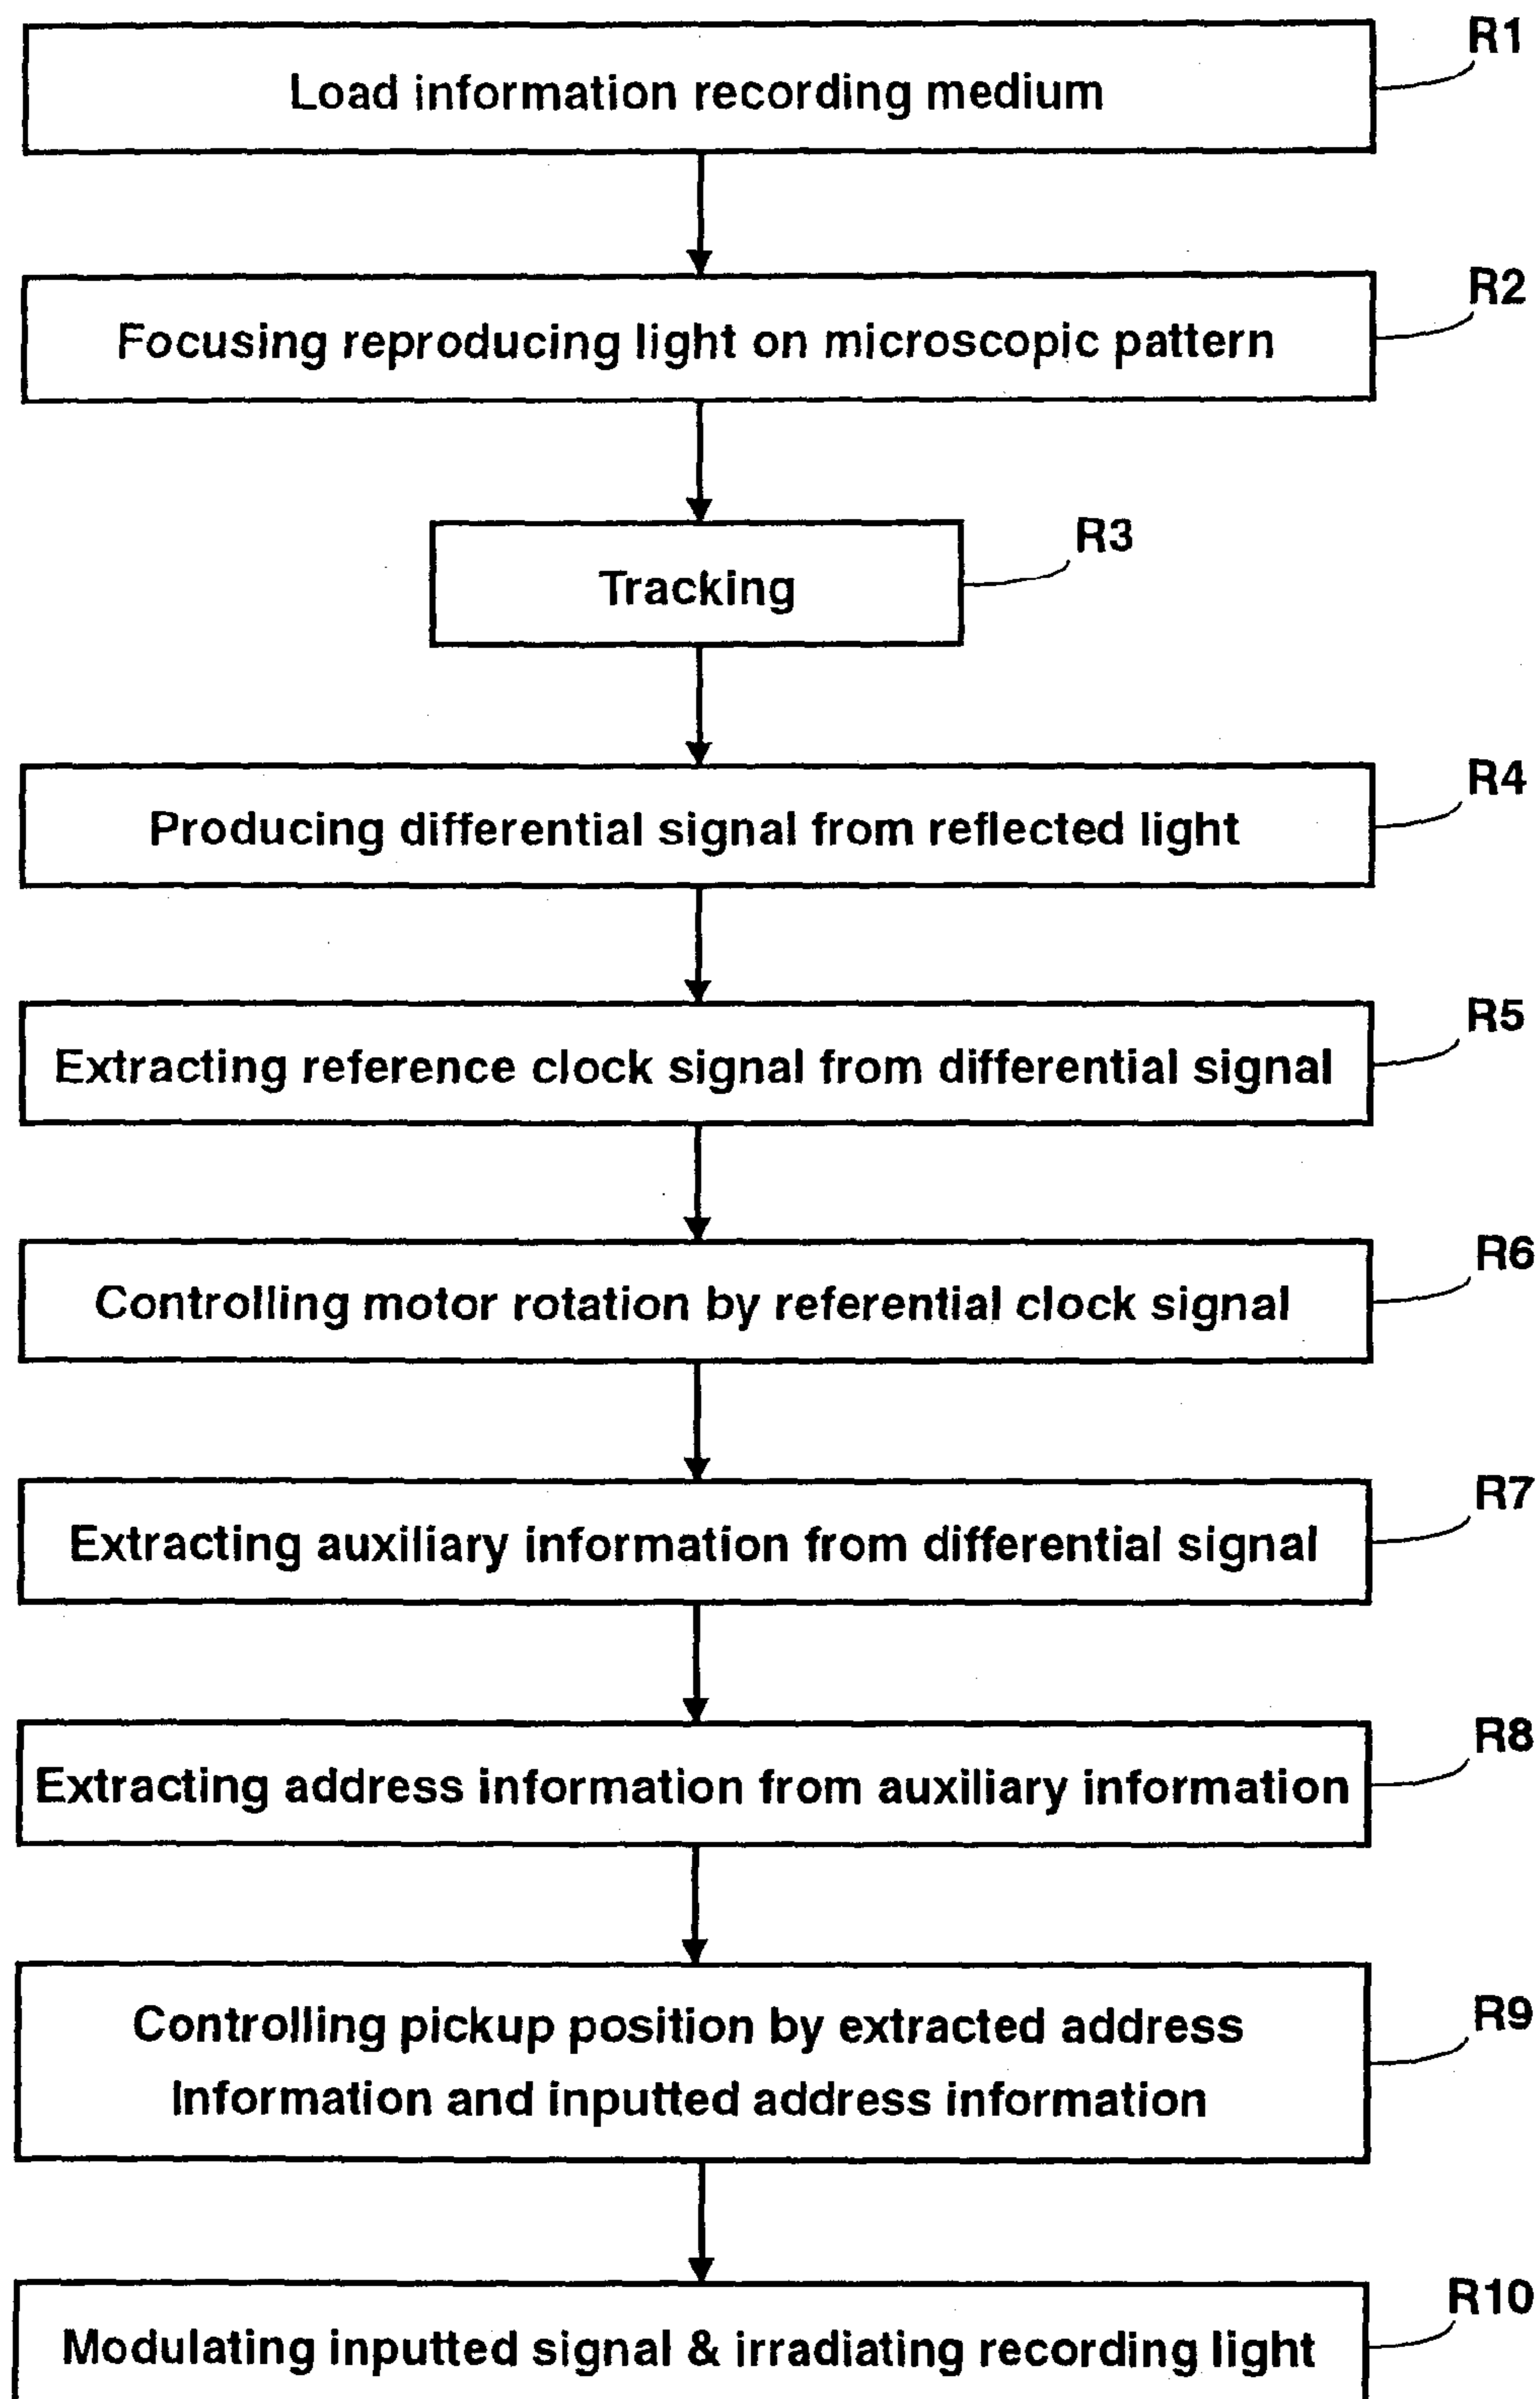 R1
Load information recording medium
R2
Focusing reproducing light on microscopic pattern
R3
Tracking
R4
Producing differential signal from reflected light
R5
Extracting reference clock signal from differential signal
R6
Controlling motor rotation by referential clock signal
R7
Extracting auxiliary information from differential signal
R8
Extracting address information from auxiliary information
R9
Controlling pickup position by extracted address
Information and inputted address information
R10
Modulating inputted signal & irradiating recording light